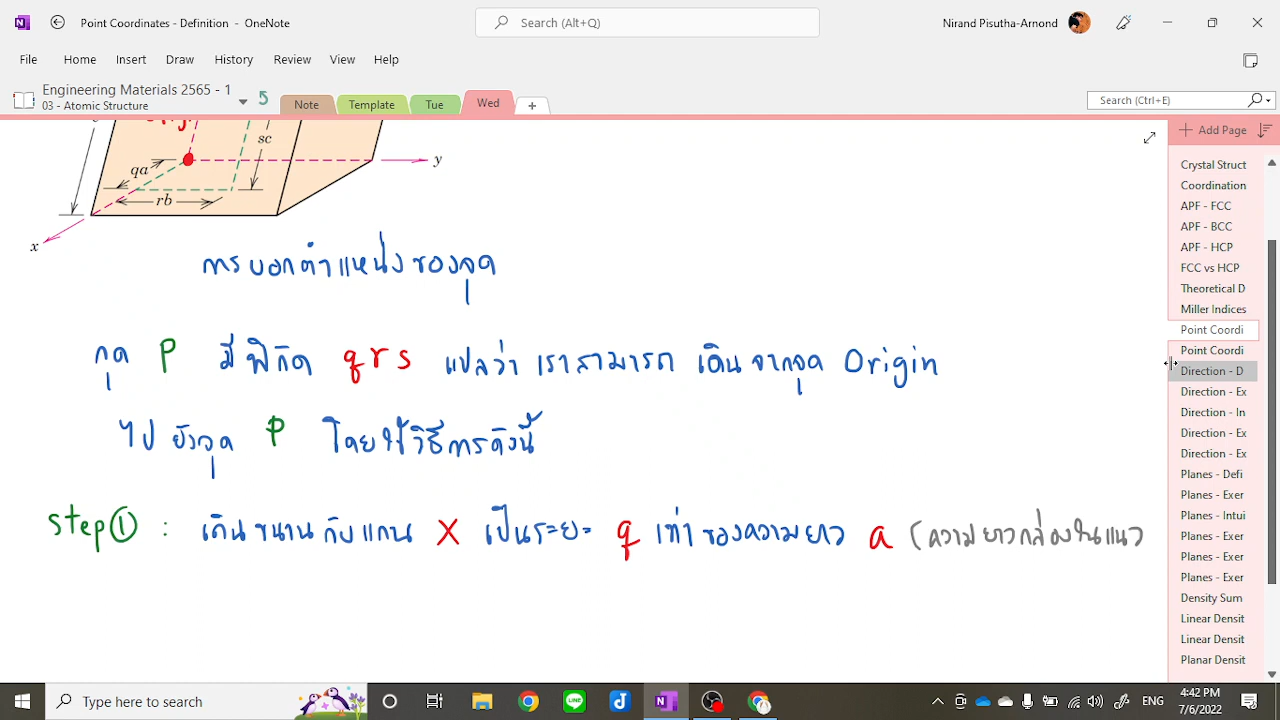 Point Coordinates - Definition - OneNote
Search (Alt+Q)
Nirand Pisutha-Arnond
File Home Insert Draw History Review View Help
Engineering Materials 2565 - 1
03 - Atomic Structure
Note Template Tue Wed
Search (Ctrl+E)
Add Page
Crystal Struct
Coordination
APF - FCC
APF - BCC
APF - HCP
FCC vs HCP
Theoretical D
Miller Indices
Point Coordi
Point Coordi
Direction - D
Direction - Ex
Direction - In
Direction - Ex
Direction - Ex
Planes - Defi
Planes - Exer
Planes - Intui
Planes - Exer
Planes - Exer
Planes - Exer
Density Sum
Linear Densit
Linear Densit
Planar Densit
sc
y
qa
rb
x
การบอกตำแหน่งของจุด
จุด P มีพิกัด q r s แปลว่า เราสามารถ เดินจากจุด Origin
ไปยังจุด P โดยใช้วิธีการดังนี้
step ① : เดินขนานกับแกน X เป็นระยะ q เท่าของความยาว a (ความยาวกล่องในแนว
Type here to search
ENG
4:42 PM
7/6/2022